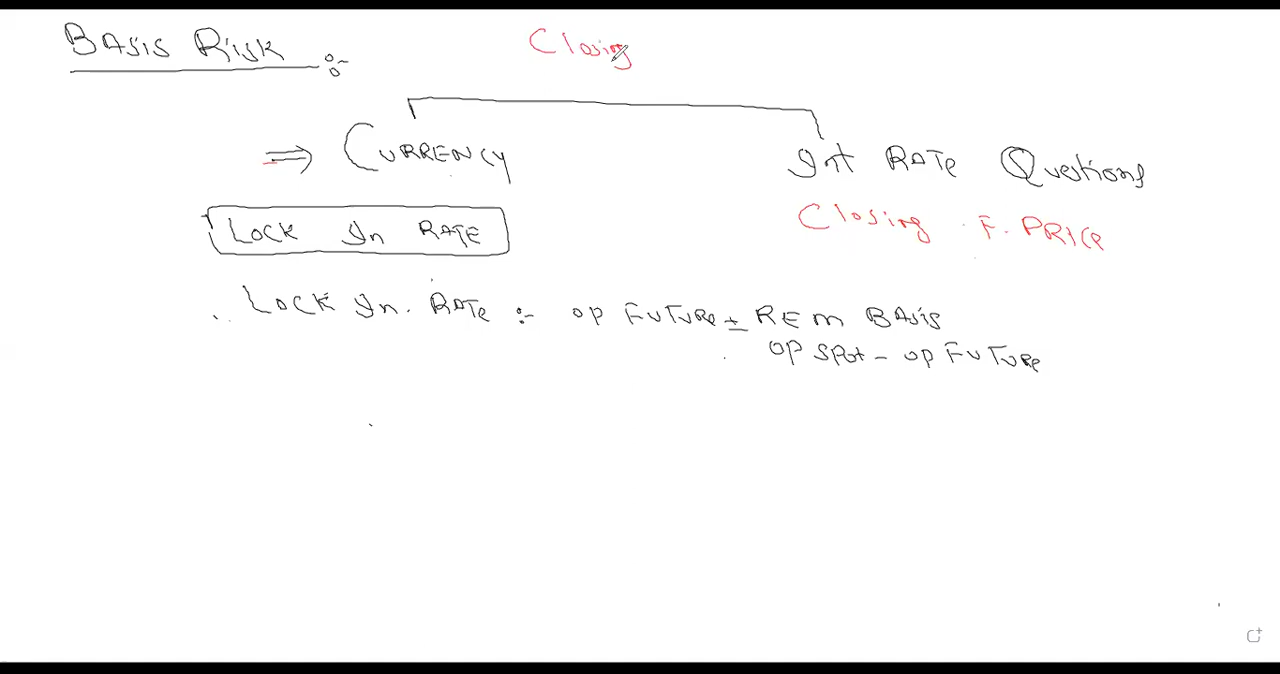 BASIS RISK :-
Closing
⇒ CURRENCY
Int RATE Questions
LOCK In RATE
Closing F. PRICE
LOCK In. RATE :- OP FUTURE ± REM BASIS
OP SPOt - OP FUTURE